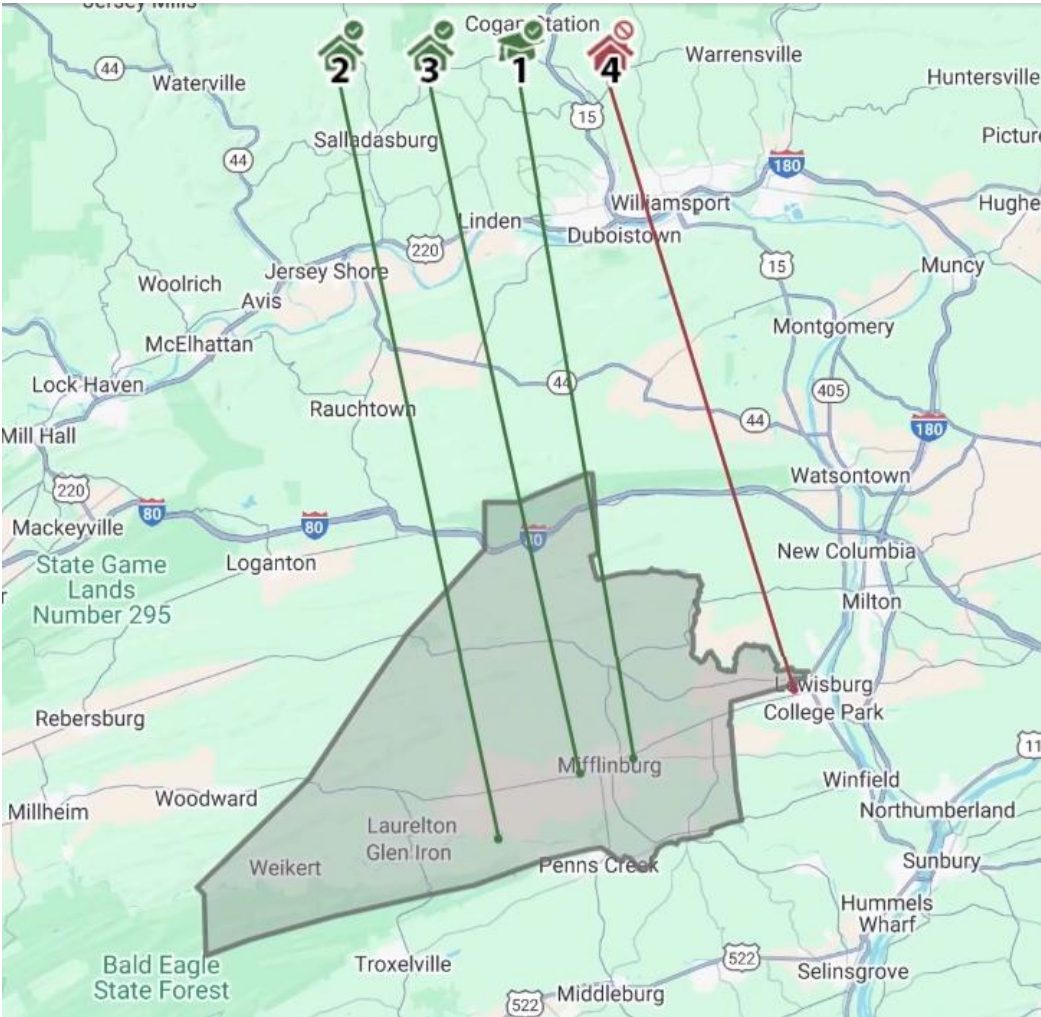 Cogan Station
2
3
1
4
44
Waterville
Warrensville
Huntersville
15
Salladasburg
44
180
Williamsport
Linden
Duboistown
220
15
Muncy
Jersey Shore
Woolrich
Avis
Montgomery
McElhattan
Lock Haven
44
405
Rauchtown
44
180
Mill Hall
Watsontown
220
80
80
80
Mackeyville
Loganton
New Columbia
State Game
Lands
Number 295
Milton
Lewisburg
College Park
Rebersburg
11
Mifflinburg
Winfield
Millheim
Woodward
Northumberland
Laurelton
Glen Iron
Weikert
Penns Creek
Sunbury
Hummels
Wharf
Bald Eagle
State Forest
Troxelville
522
Selinsgrove
Middleburg
522